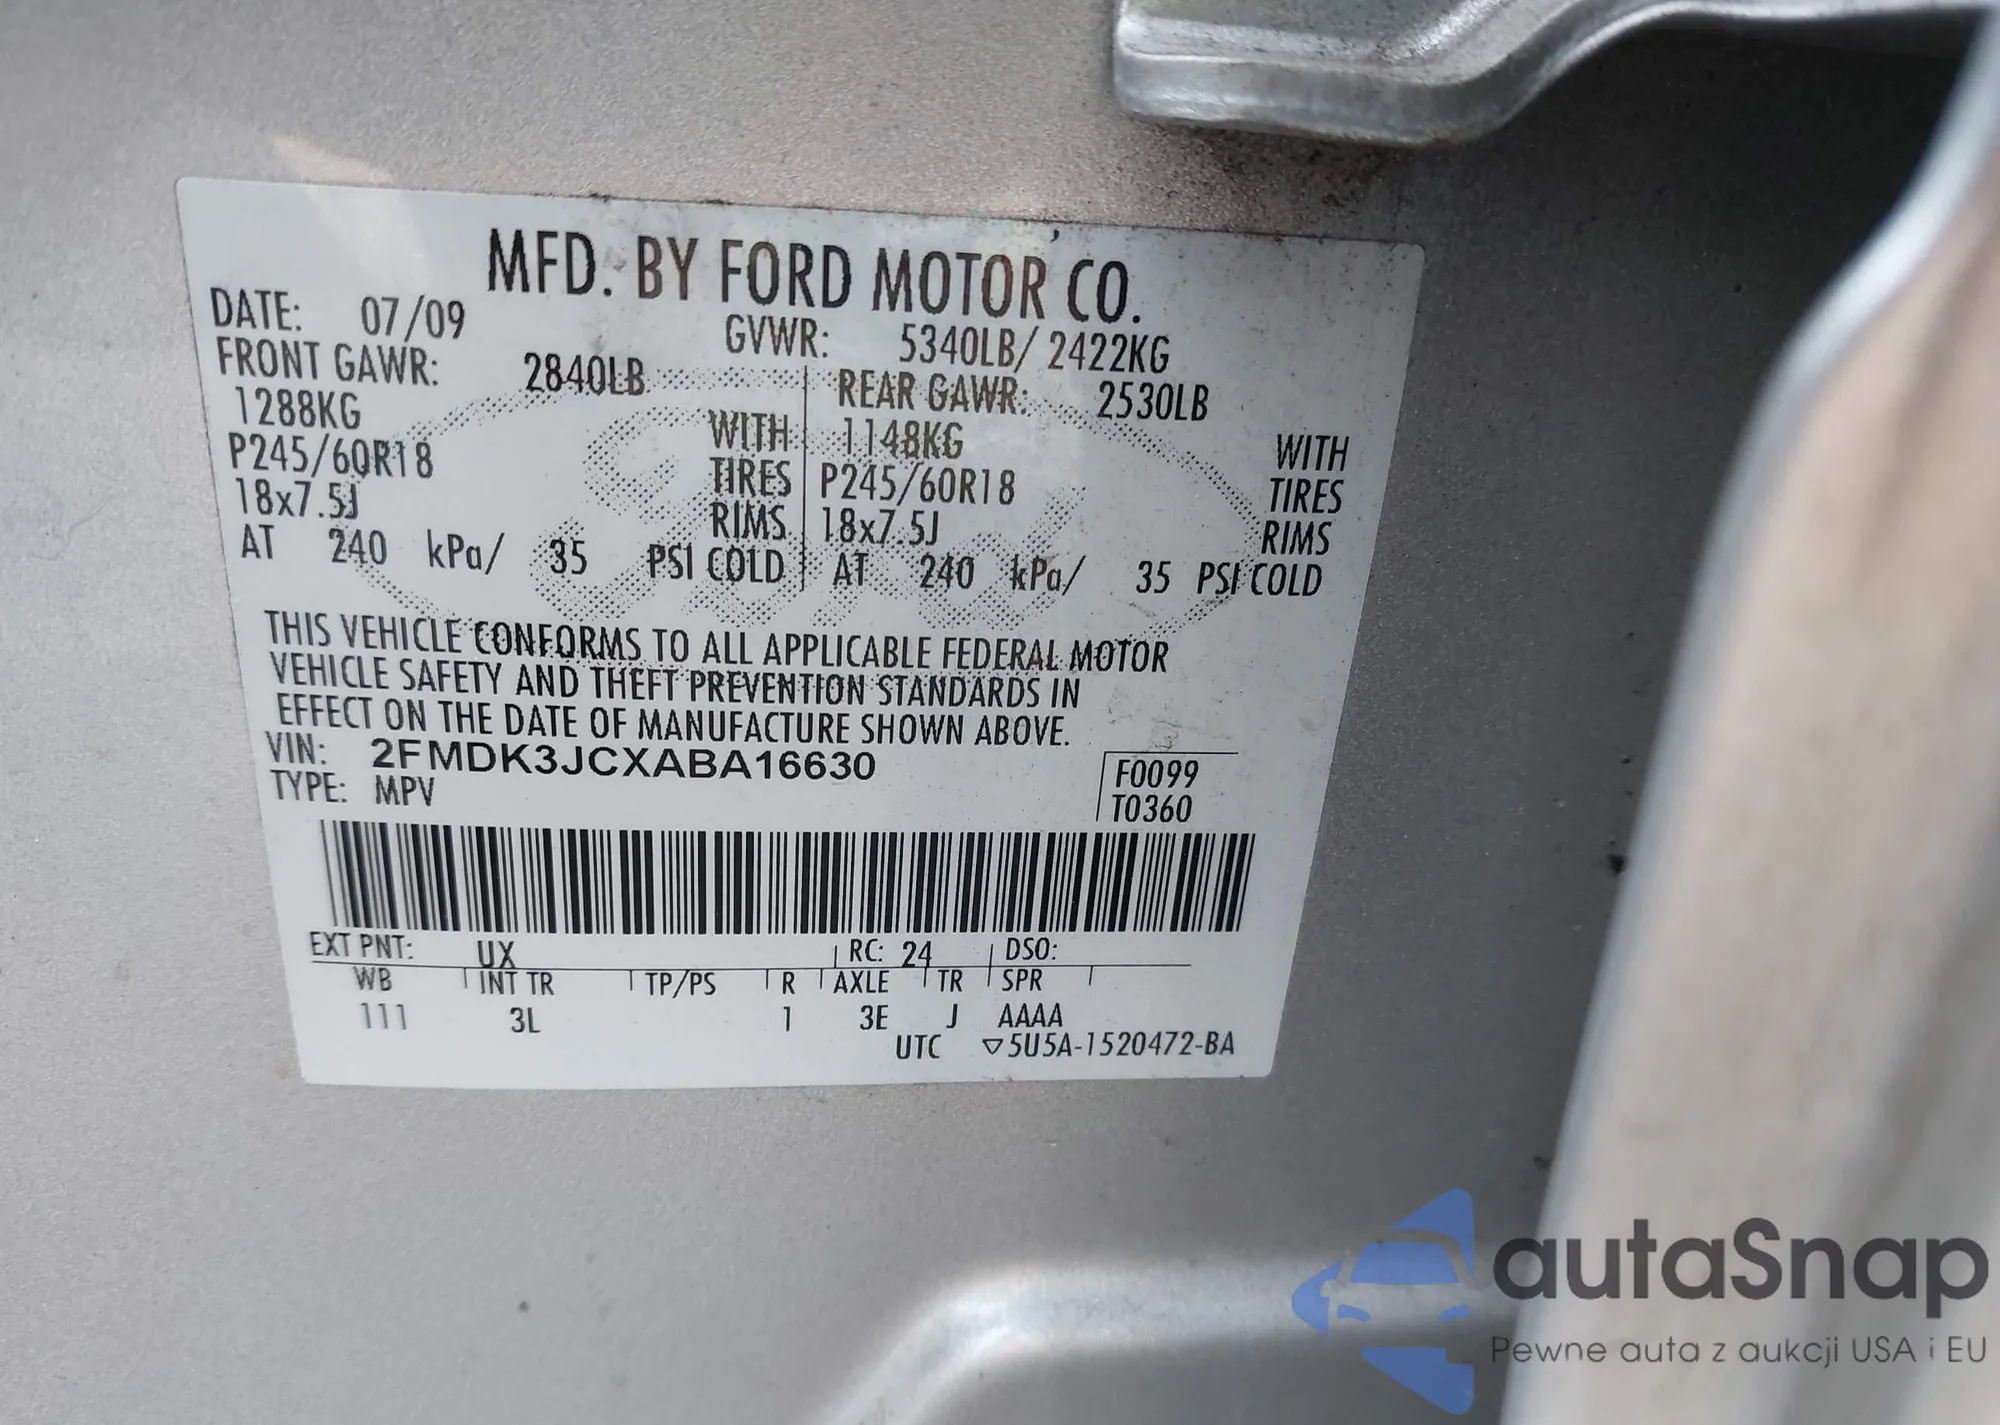 MFD. BY FORD MOTOR CO.
DATE: 07/09 GVWR: 5340LB/ 2422KG
FRONT GAWR: 2840LB REAR GAWR: 2530LB
1288KG WITH 1148KG WITH
P245/60R18 TIRES P245/60R18 TIRES
18x7.5J RIMS 18x7.5J RIMS
AT 240 kPa/ 35 PSI COLD AT 240 kPa/ 35 PSI COLD
THIS VEHICLE CONFORMS TO ALL APPLICABLE FEDERAL MOTOR
VEHICLE SAFETY AND THEFT PREVENTION STANDARDS IN
EFFECT ON THE DATE OF MANUFACTURE SHOWN ABOVE.
VIN: 2FMDK3JCXABA16630
TYPE: MPV
F0099
T0360
EXT PNT: UX RC: 24 DSO:
WB INT TR TP/PS R AXLE TR SPR
111 3L 1 3E J AAAA
UTC ▽5U5A-1520472-BA
autaSnap
Pewne auta z aukcji USA i EU